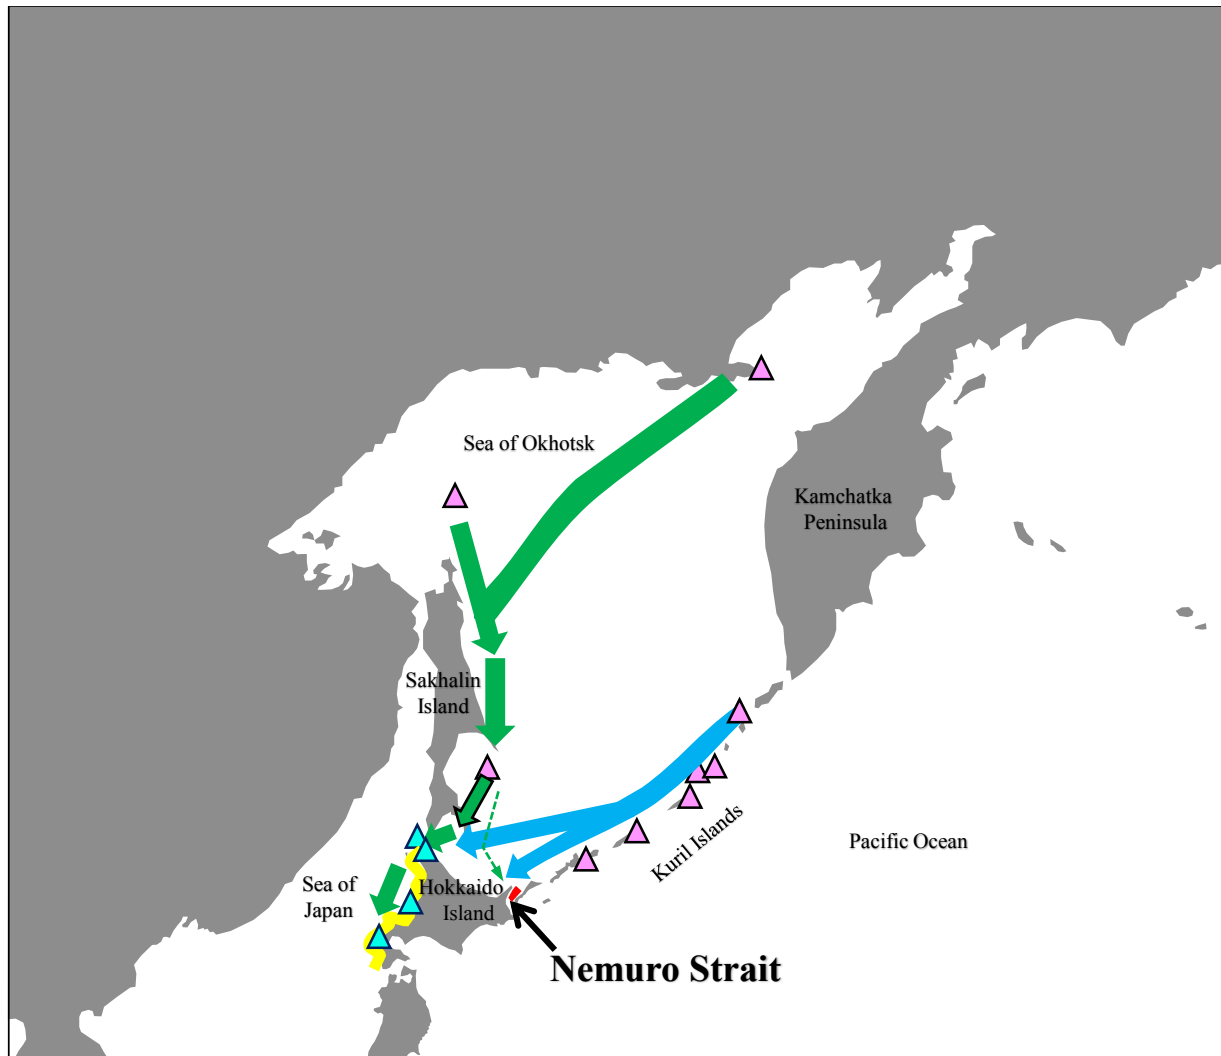 Sea of Okhotsk
Kamchatka
Peninsula
Sakhalin
Island
Kuril Islands
Pacific Ocean
Sea of
Japan
Hokkaido
Island
Nemuro Strait